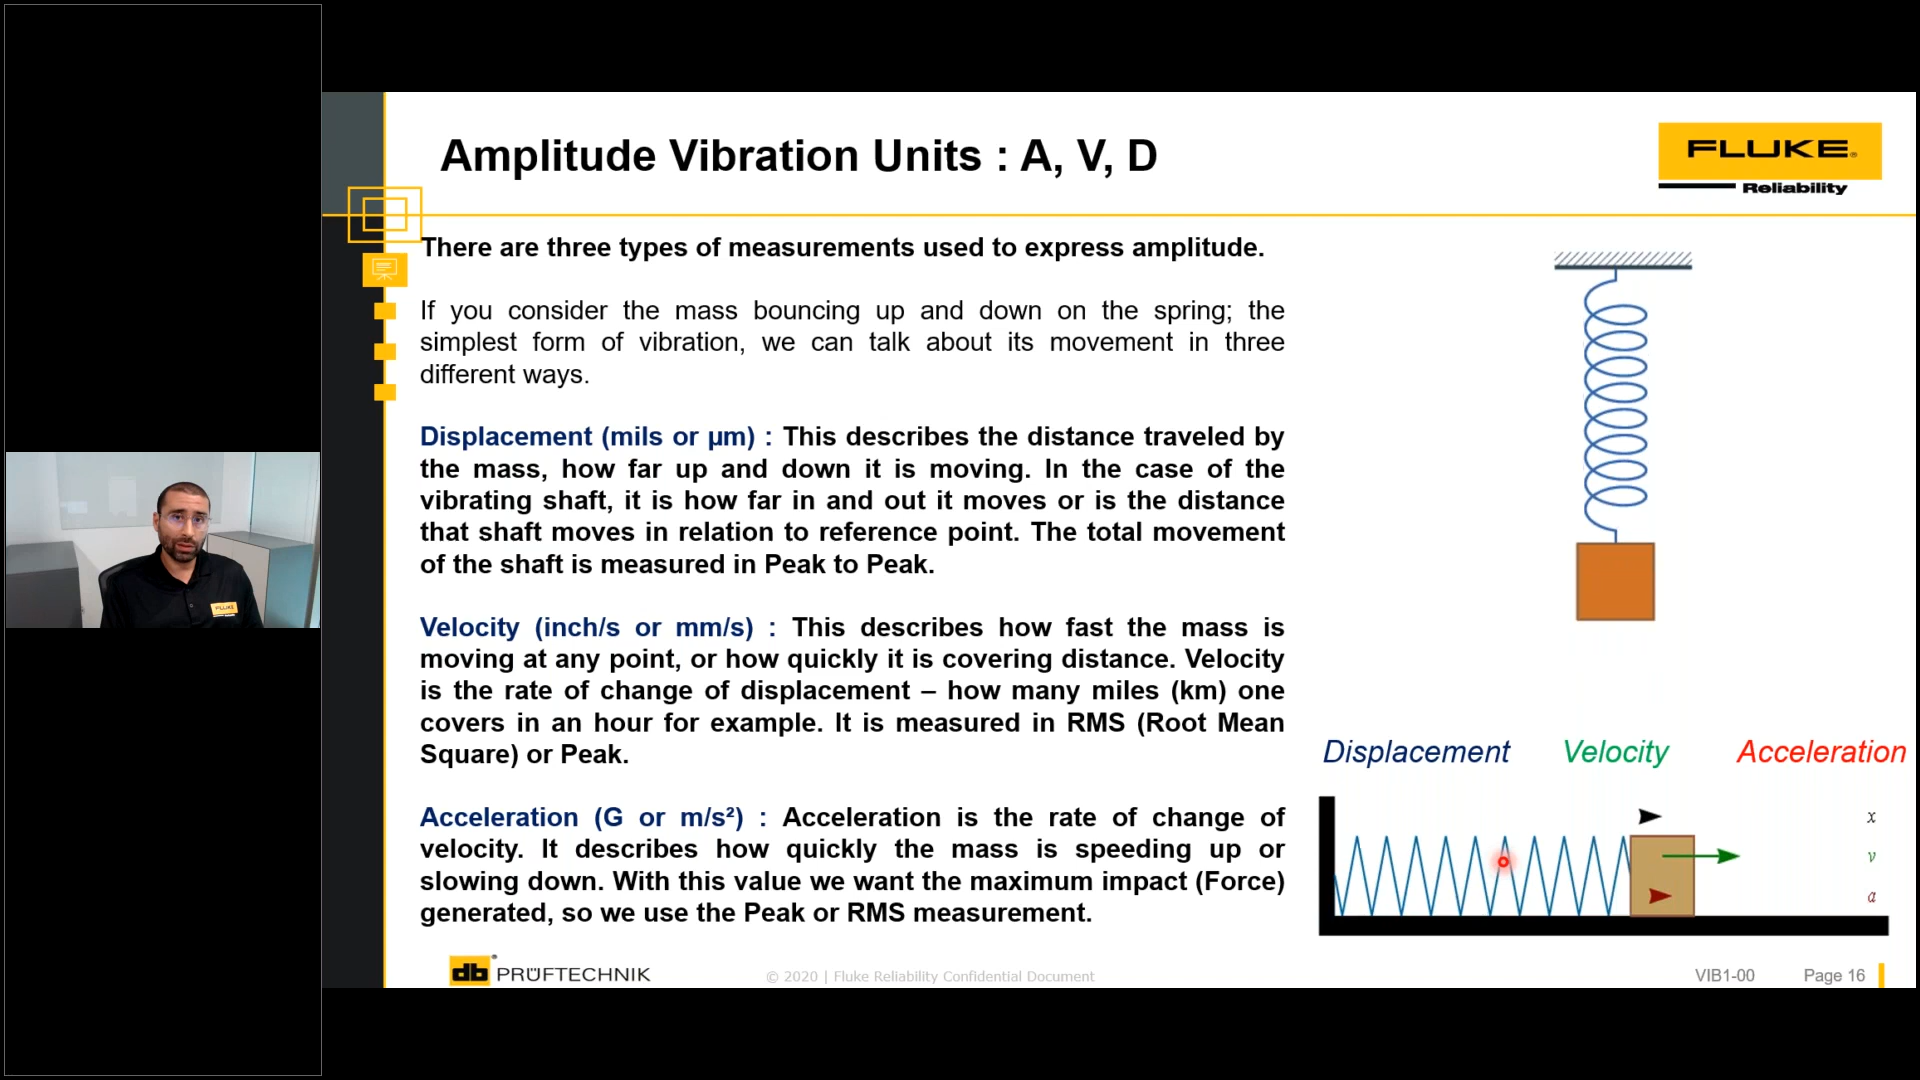 Amplitude Vibration Units : A, V, D
FLUKE®
Reliability
There are three types of measurements used to express amplitude.
If you consider the mass bouncing up and down on the spring; the
simplest form of vibration, we can talk about its movement in three
different ways.
Displacement (mils or µm) : This describes the distance traveled by
the mass, how far up and down it is moving. In the case of the
vibrating shaft, it is how far in and out it moves or is the distance
that shaft moves in relation to reference point. The total movement
of the shaft is measured in Peak to Peak.
Velocity (inch/s or mm/s) : This describes how fast the mass is
moving at any point, or how quickly it is covering distance. Velocity
is the rate of change of displacement – how many miles (km) one
covers in an hour for example. It is measured in RMS (Root Mean
Square) or Peak.
Acceleration (G or m/s²) : Acceleration is the rate of change of
velocity. It describes how quickly the mass is speeding up or
slowing down. With this value we want the maximum impact (Force)
generated, so we use the Peak or RMS measurement.
Displacement Velocity Acceleration
x
v
a
FLUKE
db PRÜFTECHNIK
© 2020 | Fluke Reliability Confidential Document
VIB1-00 Page 16